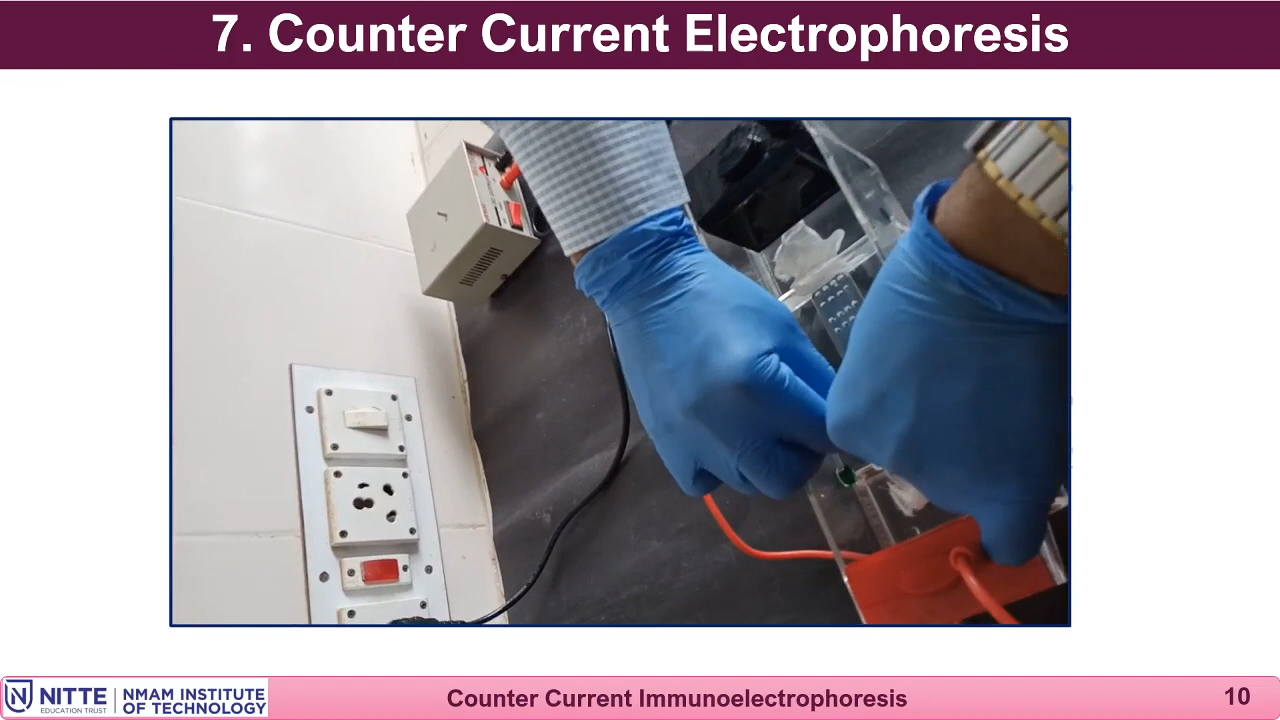 7. Counter Current Electrophoresis
NITTE
EDUCATION TRUST
NMAM INSTITUTE
OF TECHNOLOGY
Counter Current Immunoelectrophoresis
10